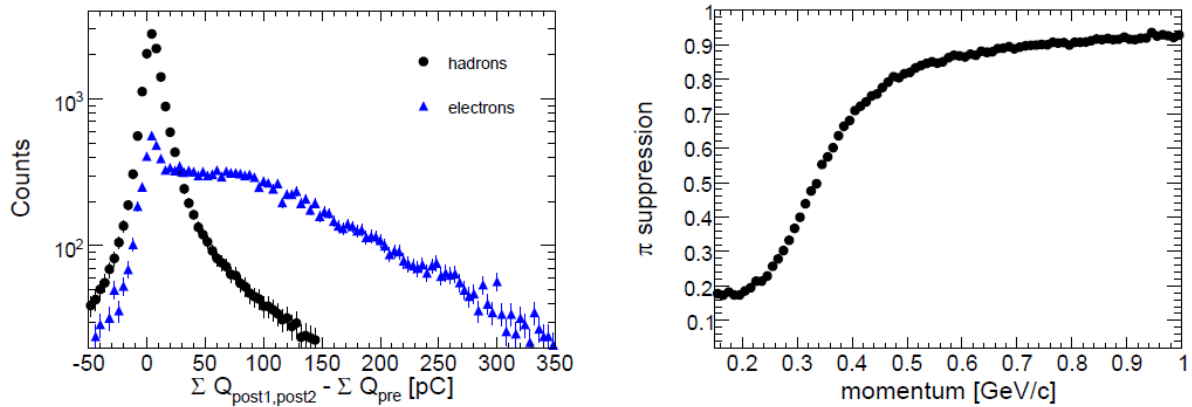 Counts
10³
10²
hadrons
electrons
-50 0 50 100 150 200 250 300 350
Σ Q_post1,post2 - Σ Q_pre [pC]
π suppression
1
0.9
0.8
0.7
0.6
0.5
0.4
0.3
0.2
0.1
0.2 0.3 0.4 0.5 0.6 0.7 0.8 0.9 1
momentum [GeV/c]